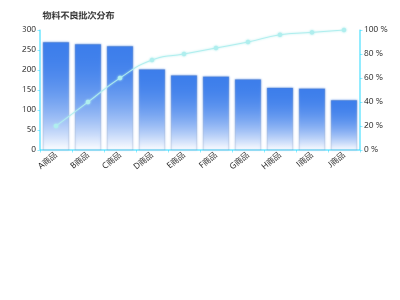 物料不良批次分布
300
250
200
150
100
50
0
100 %
80 %
60 %
40 %
20 %
0 %
A商品
B商品
C商品
D商品
E商品
F商品
G商品
H商品
I商品
J商品